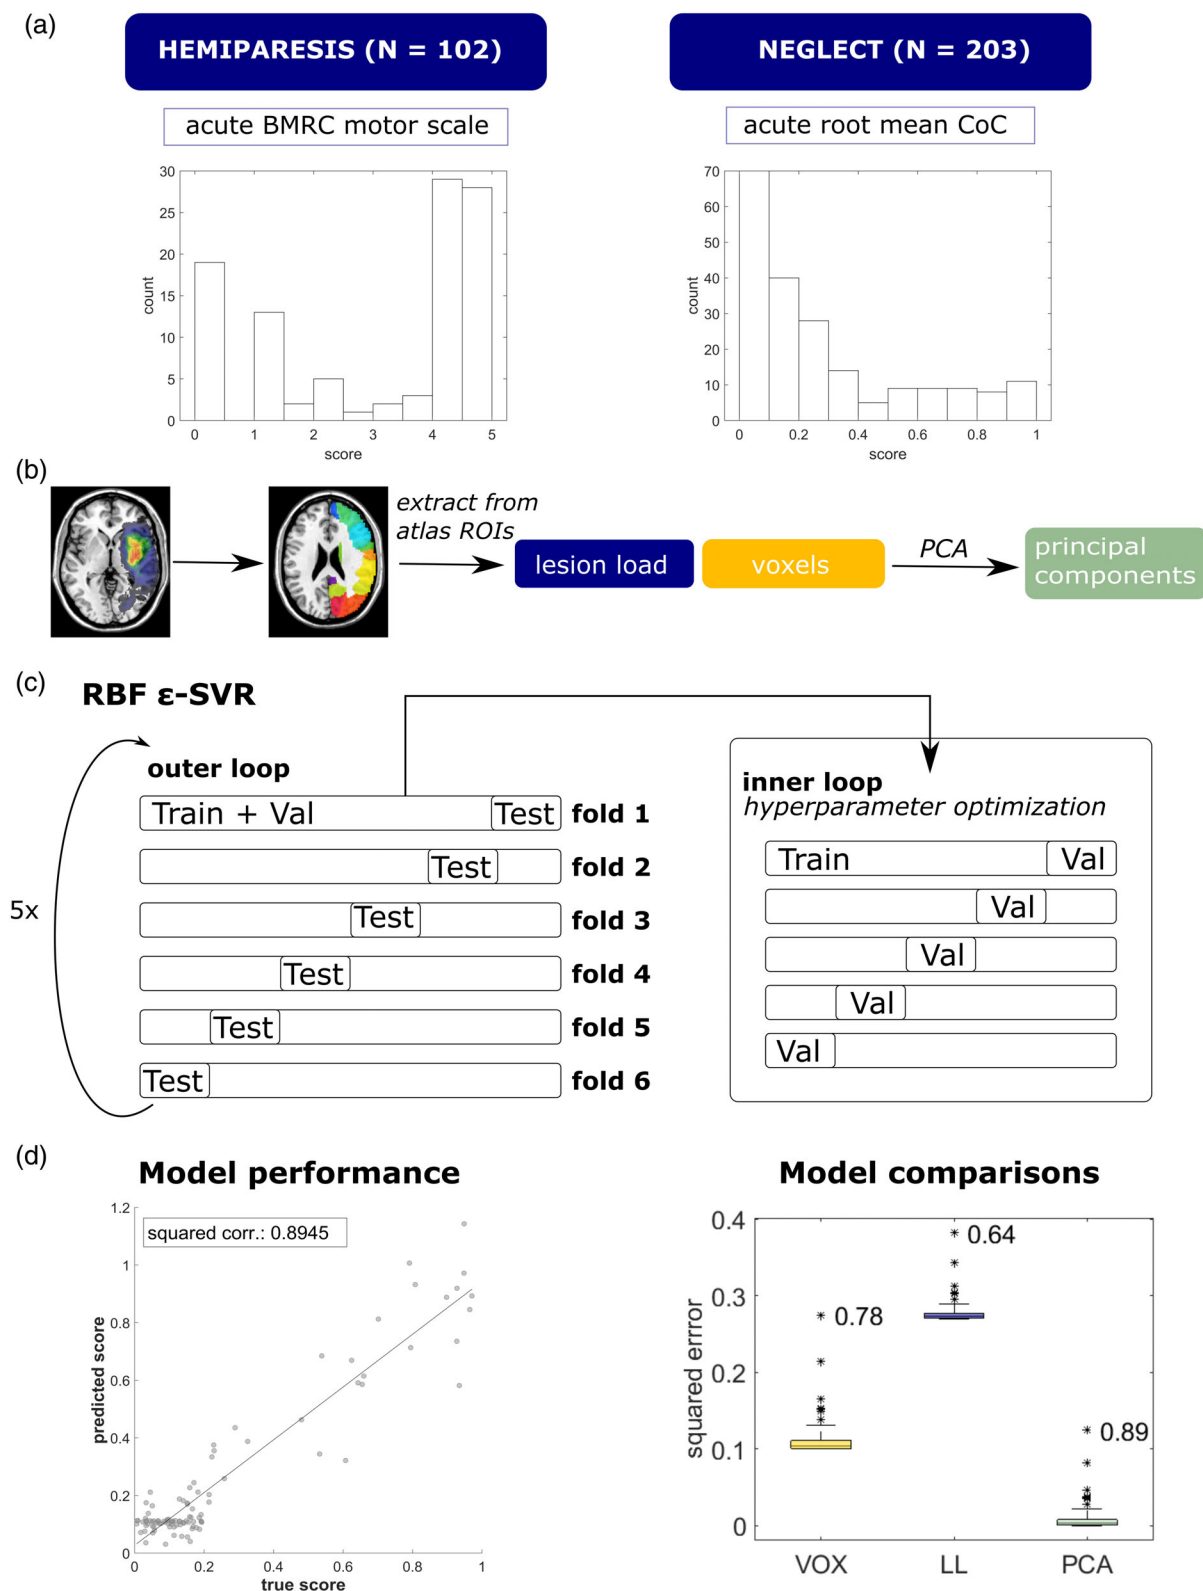 (a)
HEMIPARESIS (N = 102)
NEGLECT (N = 203)
acute BMRC motor scale
acute root mean CoC
30
25
20
15
10
5
0
count
0 1 2 3 4 5
score
70
60
50
40
30
20
10
0
count
0 0.2 0.4 0.6 0.8 1
score
(b)
extract from
atlas ROIs
lesion load
voxels
PCA
principal
components
(c)
RBF ε-SVR
outer loop
Train + Val
Test
fold 1
Test
fold 2
Test
fold 3
Test
fold 4
Test
fold 5
Test
fold 6
5x
inner loop
hyperparameter optimization
Train
Val
Val
Val
Val
Val
(d)
Model performance
squared corr.: 0.8945
1.2
1
0.8
0.6
0.4
0.2
0
predicted score
0 0.2 0.4 0.6 0.8 1
true score
Model comparisons
0.4
0.3
0.2
0.1
0
squared errror
0.78
0.64
0.89
VOX
LL
PCA